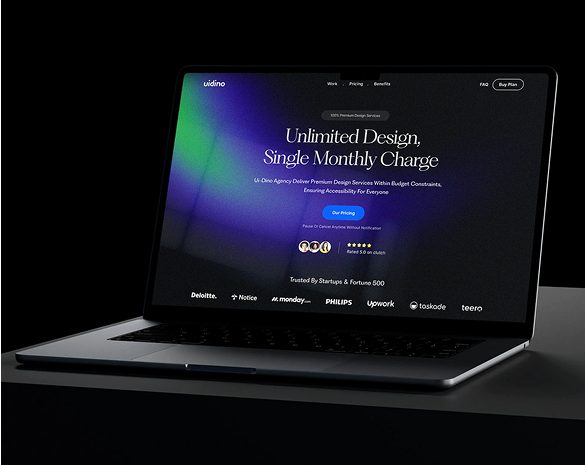 uidino
Work
Pricing
Benefits
FAQ
Buy Plan
100% Premium Design Services
Unlimited Design,
Single Monthly Charge
Ui-Dino Agency Deliver Premium Design Services Within Budget Constraints,
Ensuring Accessibility For Everyone
Our Pricing
Pause Or Cancel Anytime Without Notification
Rated 5.0 on clutch
Trusted By Startups & Fortune 500
Deloitte.
Notice
monday.com
PHILIPS
Upwork
taskade
teero